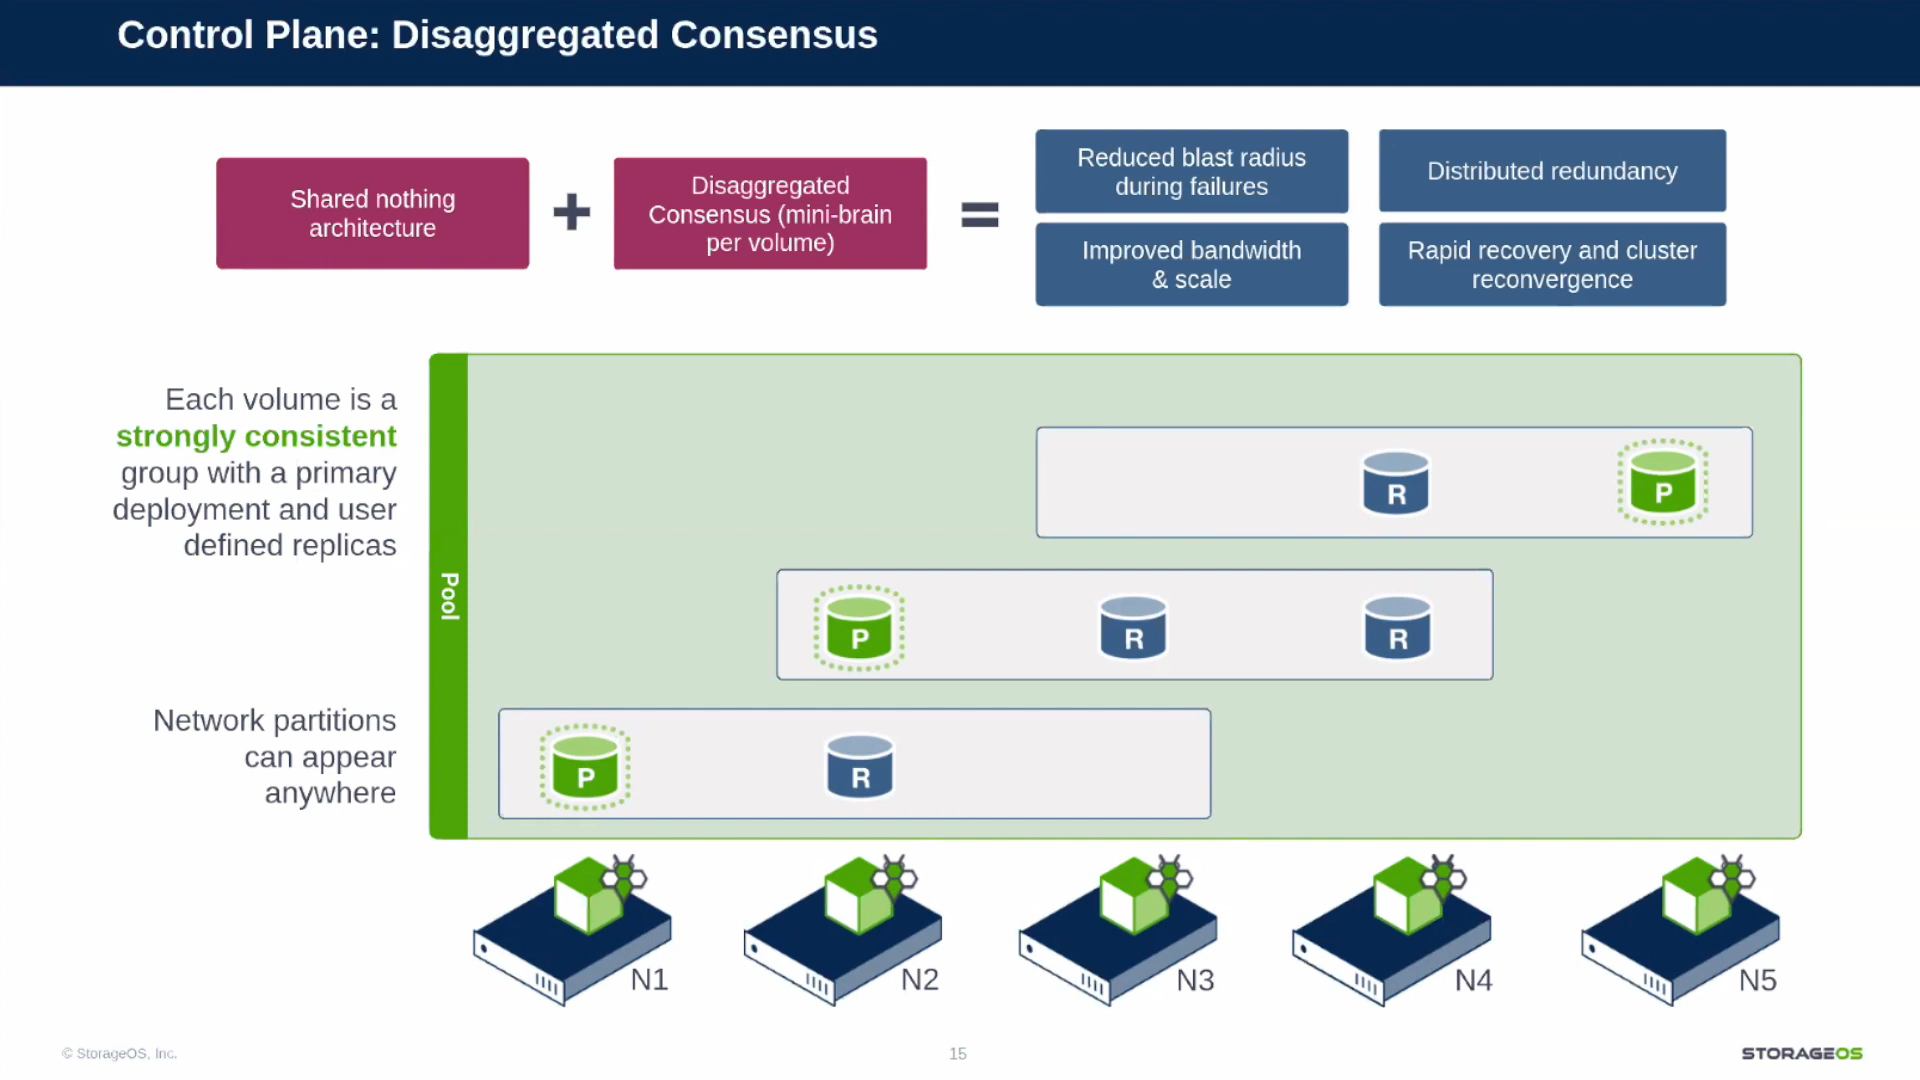 Control Plane: Disaggregated Consensus
Shared nothing
architecture
+
Disaggregated
Consensus (mini-brain
per volume)
=
Reduced blast radius
during failures
Distributed redundancy
Improved bandwidth
& scale
Rapid recovery and cluster
reconvergence
Each volume is a
strongly consistent
group with a primary
deployment and user
defined replicas
Network partitions
can appear
anywhere
Pool
R
P
P
R
R
P
R
N1
N2
N3
N4
N5
© StorageOS, Inc.
15
STORAGEOS